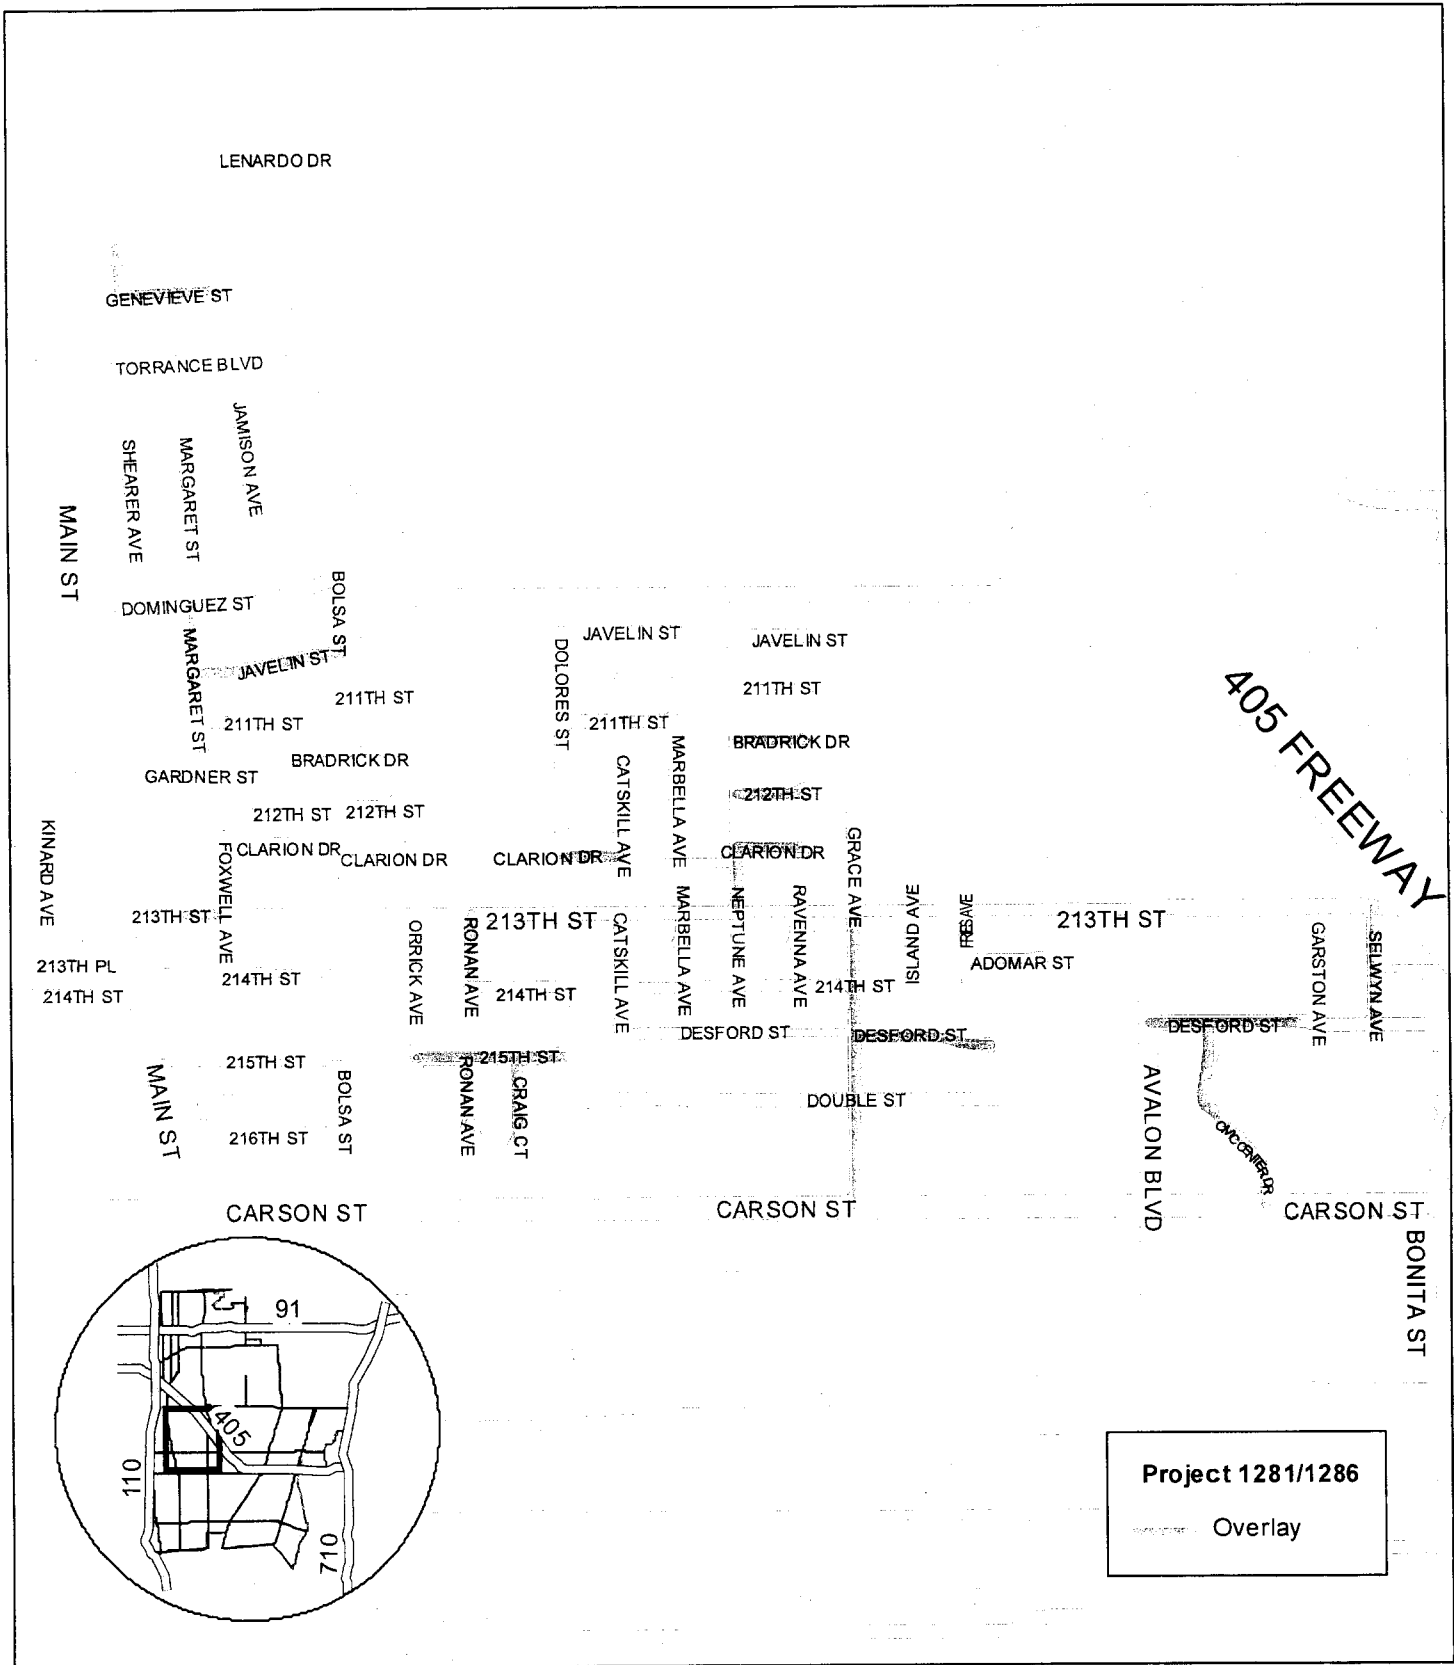 LENARDO DR
GENEVIEVE ST
TORRANCE BLVD
JAMISON AVE
SHEARER AVE
MARGARET ST
MAIN ST
BOLSA ST
DOMINGUEZ ST
MARGARET ST
JAVELIN ST
JAVELIN ST
JAVELIN ST
DOLORES ST
211TH ST
211TH ST
211TH ST
211TH ST
405 FREEWAY
BRADRICK DR
BRADRICK DR
GARDNER ST
MARBELLA AVE
CATSKILL AVE
212TH ST
212TH ST
212TH ST
KINARD AVE
FOXWELL AVE
CLARION DR
CLARION DR
CLARION DR
CLARION DR
GRACE AVE
213TH ST
213TH ST
213TH ST
ORRICK AVE
RONAN AVE
CATSKILL AVE
MARBELLA AVE
NEPTUNE AVE
RAVENNA AVE
ISLAND AVE
GARSTON AVE
SELWYN AVE
213TH PL
214TH ST
214TH ST
214TH ST
214TH ST
ADOMAR ST
DESFORD ST
DESFORD ST
DESFORD ST
215TH ST
215TH ST
MAIN ST
BOLSA ST
RONAN AVE
CRAIG CT
DOUBLE ST
AVALON BLVD
216TH ST
CIVIC CENTER DR
CARSON ST
CARSON ST
CARSON ST
BONITA ST
91
405
110
710
Project 1281/1286
Overlay